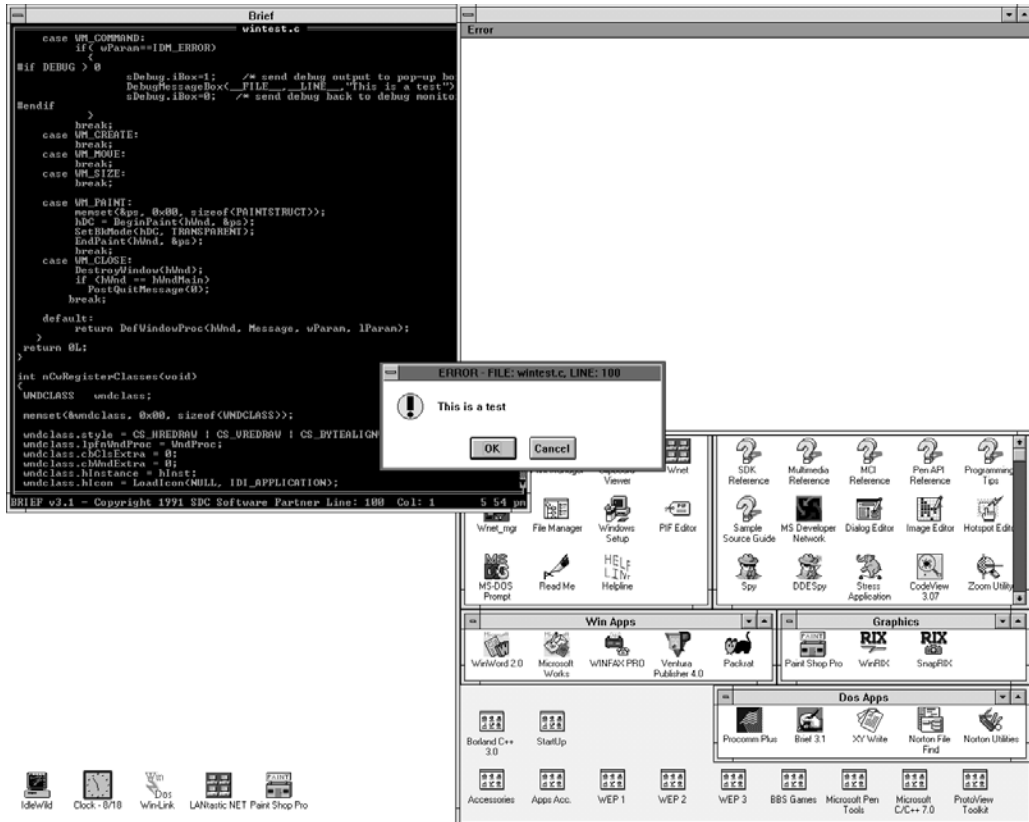 Brief
wintest.c
case WM_COMMAND:
if( wParam==IDM_ERROR)
{
#if DEBUG > 0
sDebug.iBox=1; /* send debug output to pop-up bo
DebugMessageBox(__FILE__,__LINE__,"This is a test")
sDebug.iBox=0; /* send debug back to debug monito
#endif
}
break;
case WM_CREATE:
break;
case WM_MOVE:
break;
case WM_SIZE:
break;
case WM_PAINT:
memset(&ps, 0x00, sizeof(PAINTSTRUCT));
hDC = BeginPaint(hWnd, &ps);
SetBkMode(hDC, TRANSPARENT);
EndPaint(hWnd, &ps);
break;
case WM_CLOSE:
DestroyWindow(hWnd);
if (hWnd == hWndMain)
PostQuitMessage(0);
break;
default:
return DefWindowProc(hWnd, Message, wParam, lParam);
}
return 0L;
}
int nCwRegisterClasses(void)
{
WNDCLASS wndclass;
memset(&wndclass, 0x00, sizeof(WNDCLASS));
wndclass.style = CS_HREDRAW | CS_VREDRAW | CS_BYTEALIGN
wndclass.lpfnWndProc = WndProc;
wndclass.cbClsExtra = 0;
wndclass.cbWndExtra = 0;
wndclass.hInstance = hInst;
wndclass.hIcon = LoadIcon(NULL, IDI_APPLICATION);
BRIEF v3.1 - Copyright 1991 SDC Software Partner Line: 100 Col: 1 5 54 pm
Error
ERROR - FILE: wintest.c, LINE: 100
This is a test
OK Cancel
Viewer
Wnet
Wnet_mgr File Manager Windows Setup PIF Editor
MS-DOS Prompt Read Me Helpline
SDK Reference Multimedia Reference MCI Reference Pen API Reference Programming Tips
Sample Source Guide MS Developer Network Dialog Editor Image Editor Hotspot Edit
Spy DDESpy Stress Application CodeView 3.07 Zoom Utility
Win Apps
WinWord 2.0 Microsoft Works WINFAX PRO Ventura Publisher 4.0 Packrat
Graphics
Paint Shop Pro WinRIX SnapRIX
Dos Apps
Procomm Plus Brief 3.1 XY Write Norton File Find Norton Utilities
Borland C++ 3.0 StartUp
Accessories Apps Acc. WEP 1 WEP 2 WEP 3 BBS Games Microsoft Pen Tools Microsoft C/C++ 7.0 ProtoView Toolkit
IdleWild Clock - 8/18 Win-Link LANtastic NET Paint Shop Pro